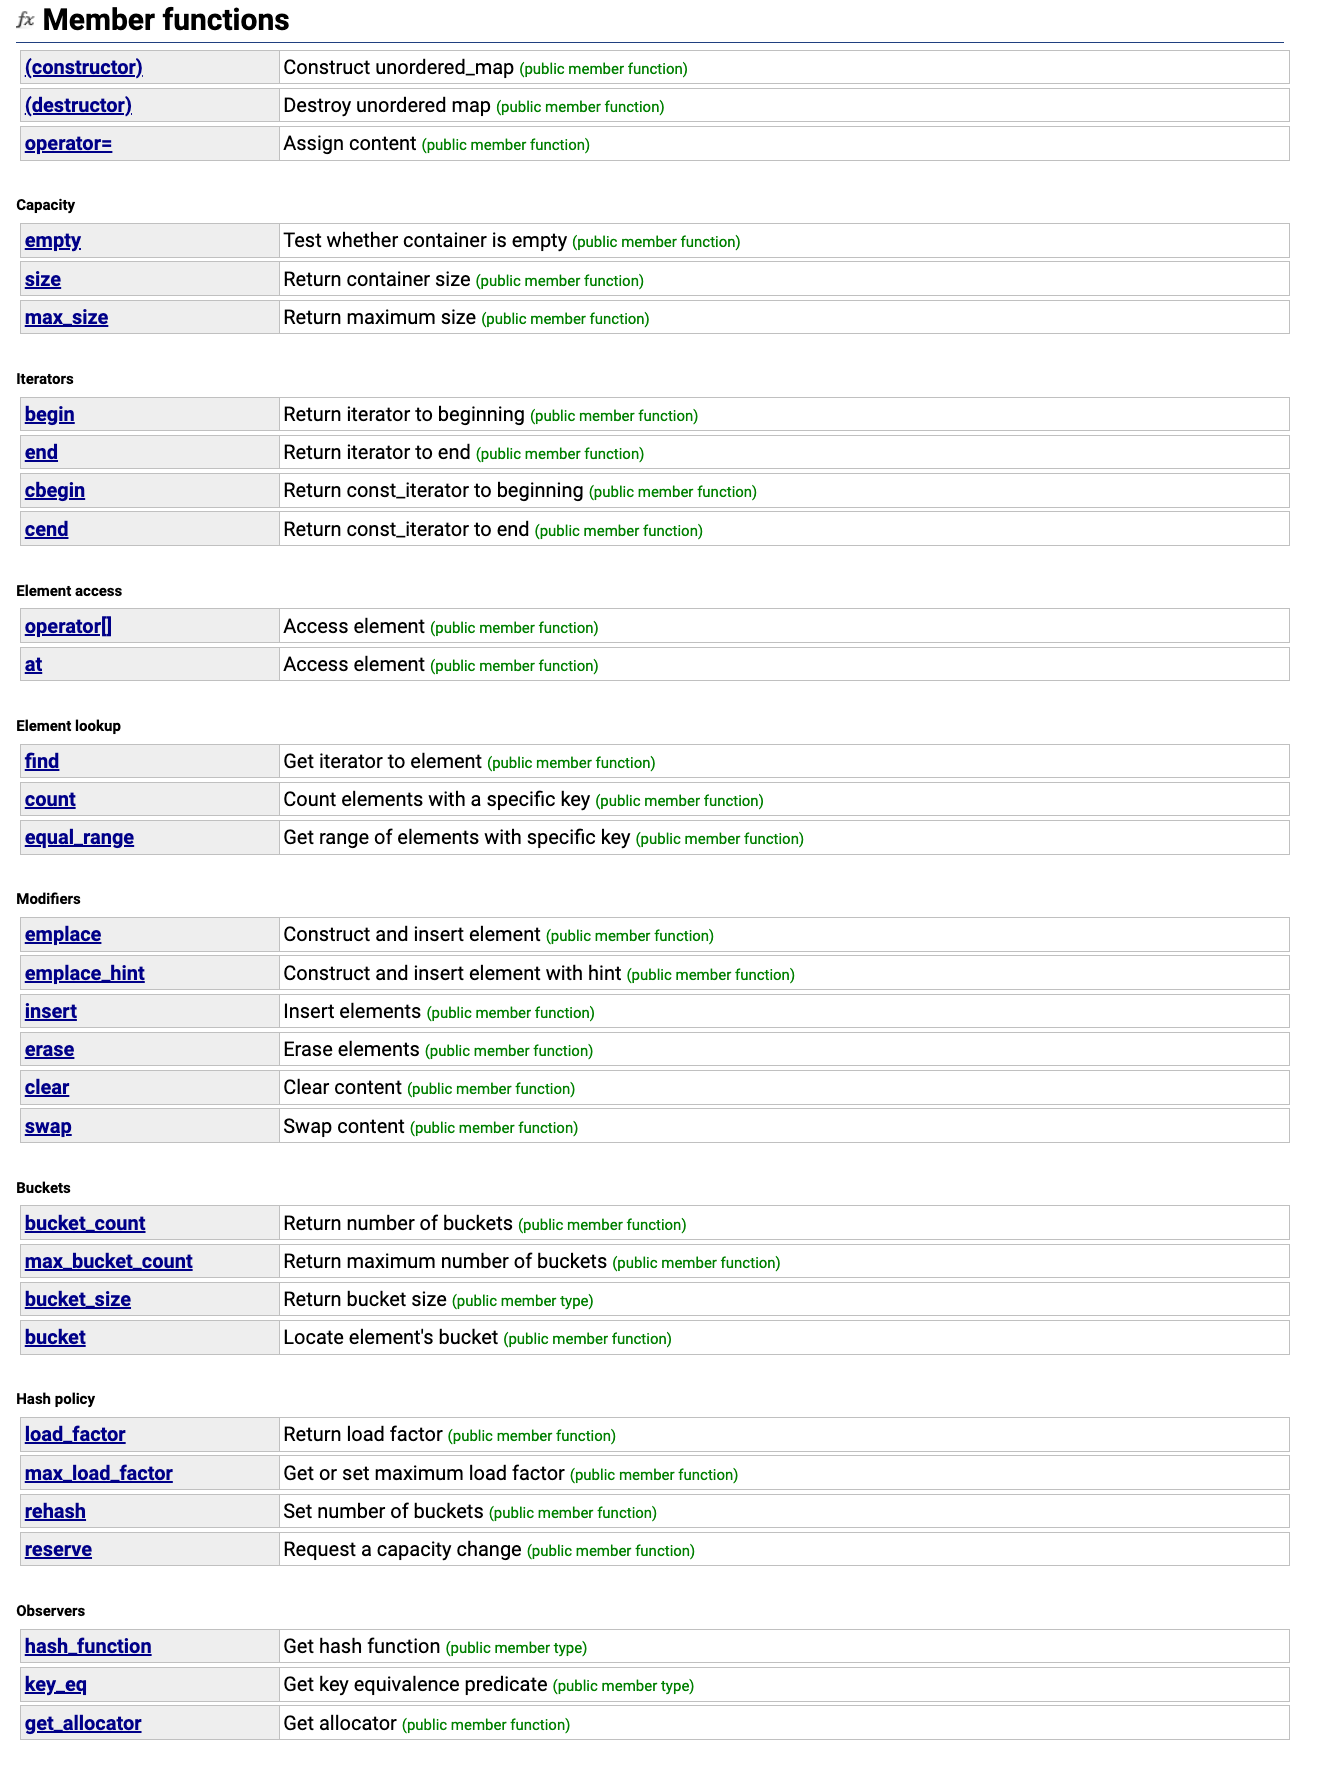 fx Member functions
(constructor) Construct unordered_map (public member function)
(destructor) Destroy unordered map (public member function)
operator= Assign content (public member function)
Capacity
empty Test whether container is empty (public member function)
size Return container size (public member function)
max_size Return maximum size (public member function)
Iterators
begin Return iterator to beginning (public member function)
end Return iterator to end (public member function)
cbegin Return const_iterator to beginning (public member function)
cend Return const_iterator to end (public member function)
Element access
operator[] Access element (public member function)
at Access element (public member function)
Element lookup
find Get iterator to element (public member function)
count Count elements with a specific key (public member function)
equal_range Get range of elements with specific key (public member function)
Modifiers
emplace Construct and insert element (public member function)
emplace_hint Construct and insert element with hint (public member function)
insert Insert elements (public member function)
erase Erase elements (public member function)
clear Clear content (public member function)
swap Swap content (public member function)
Buckets
bucket_count Return number of buckets (public member function)
max_bucket_count Return maximum number of buckets (public member function)
bucket_size Return bucket size (public member type)
bucket Locate element's bucket (public member function)
Hash policy
load_factor Return load factor (public member function)
max_load_factor Get or set maximum load factor (public member function)
rehash Set number of buckets (public member function)
reserve Request a capacity change (public member function)
Observers
hash_function Get hash function (public member type)
key_eq Get key equivalence predicate (public member type)
get_allocator Get allocator (public member function)